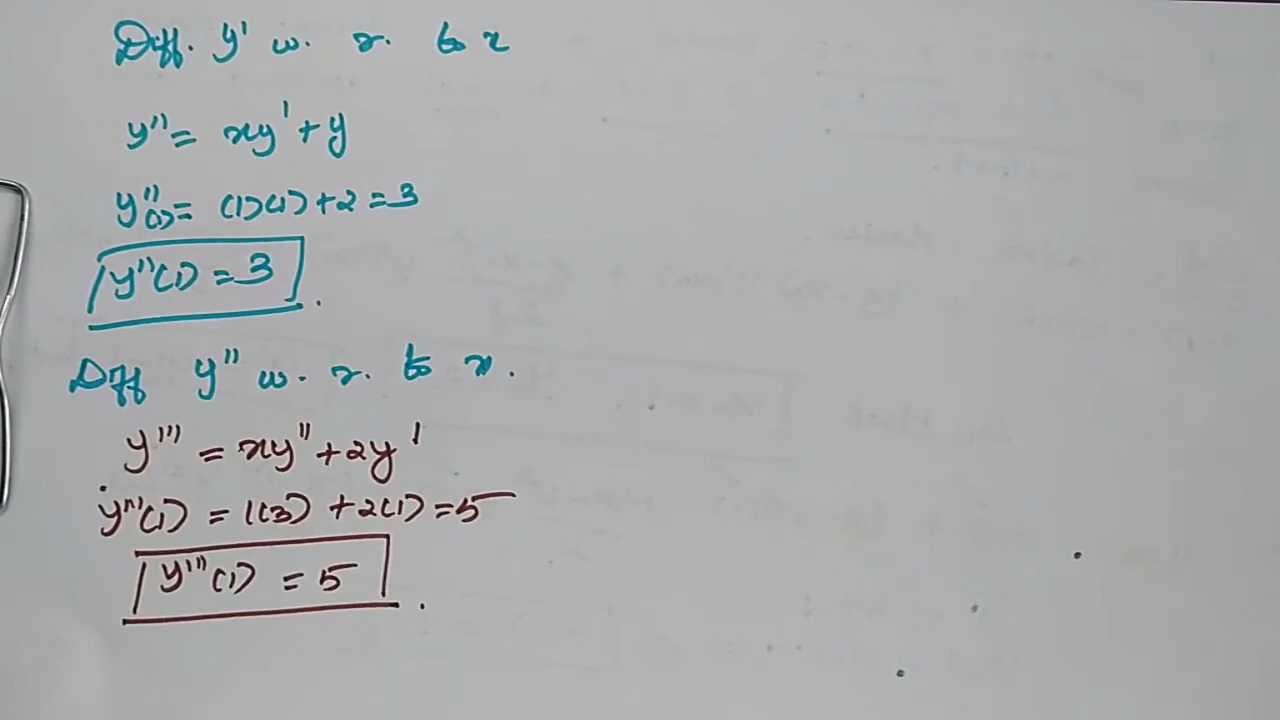 Diff. y' w. r. to x
y'' = xy' + y
y''(1) = (1)(1) + 2 = 3
y''(1) = 3 .
Diff y'' w. r. to x.
y''' = xy'' + 2y'
y'''(1) = 1(3) + 2(1) = 5
y'''(1) = 5 .